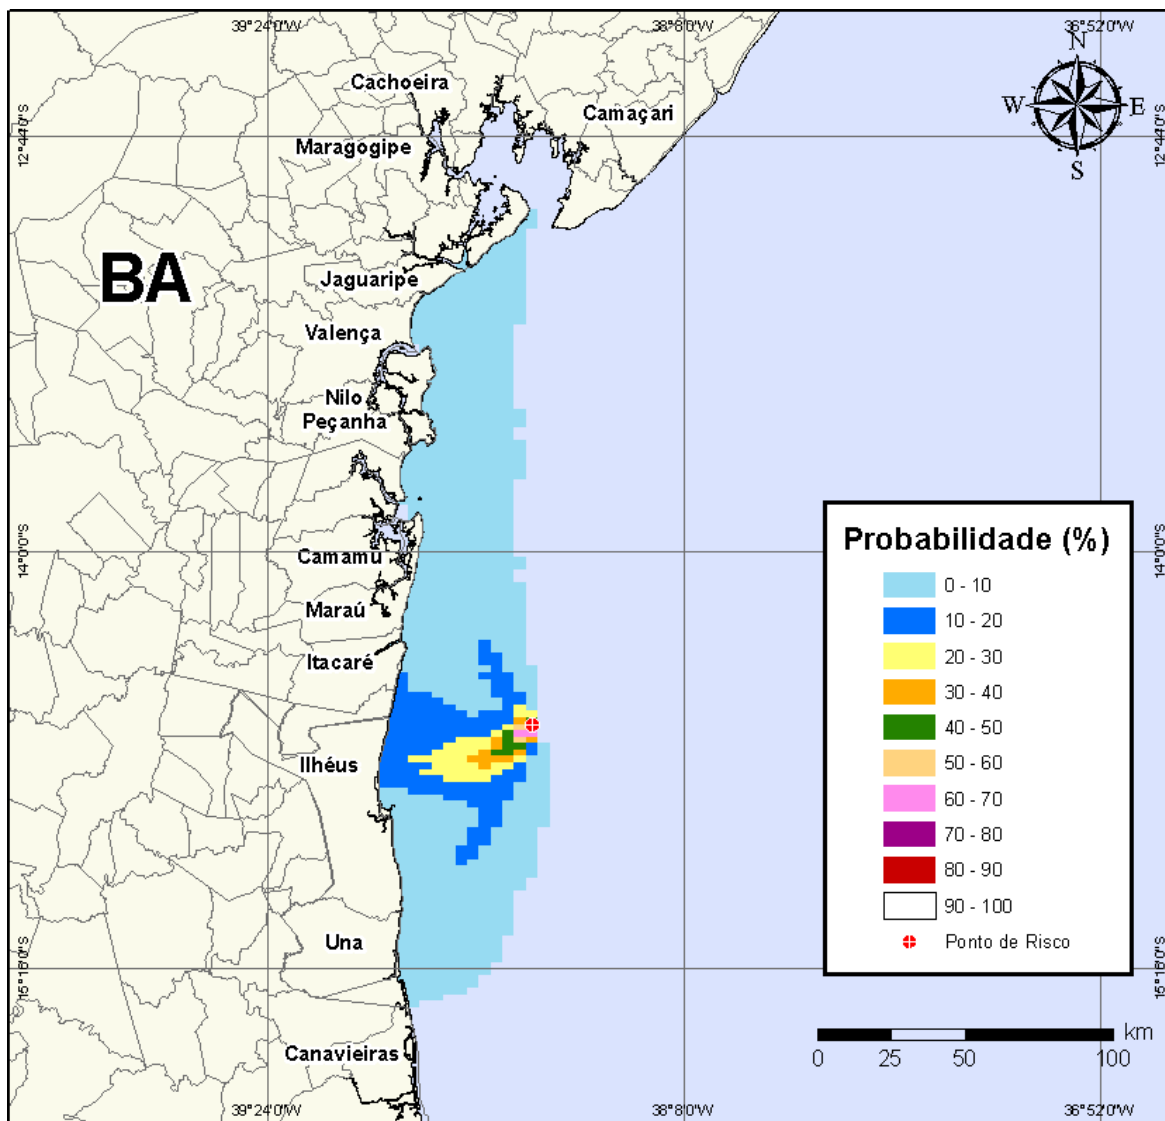 39°24'0"W
38°8'0"W
36°52'0"W
N
W
E
S
12°44'0"S
12°44'0"S
Cachoeira
Camaçari
Maragogipe
BA
Jaguaripe
Valença
Nilo
Peçanha
14°0'0"S
14°0'0"S
Camamú
Maraú
Itacaré
Ilhéus
Una
15°16'0"S
15°16'0"S
Canavieiras
Probabilidade (%)
0 - 10
10 - 20
20 - 30
30 - 40
40 - 50
50 - 60
60 - 70
70 - 80
80 - 90
90 - 100
Ponto de Risco
km
0 25 50 100
39°24'0"W
38°8'0"W
36°52'0"W